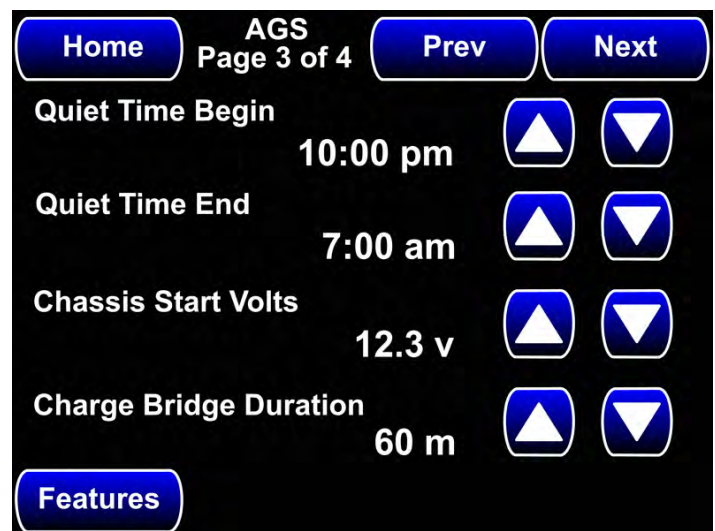 Home
AGS
Page 3 of 4
Prev
Next
Quiet Time Begin
10:00 pm
Quiet Time End
7:00 am
Chassis Start Volts
12.3 v
Charge Bridge Duration
60 m
Features